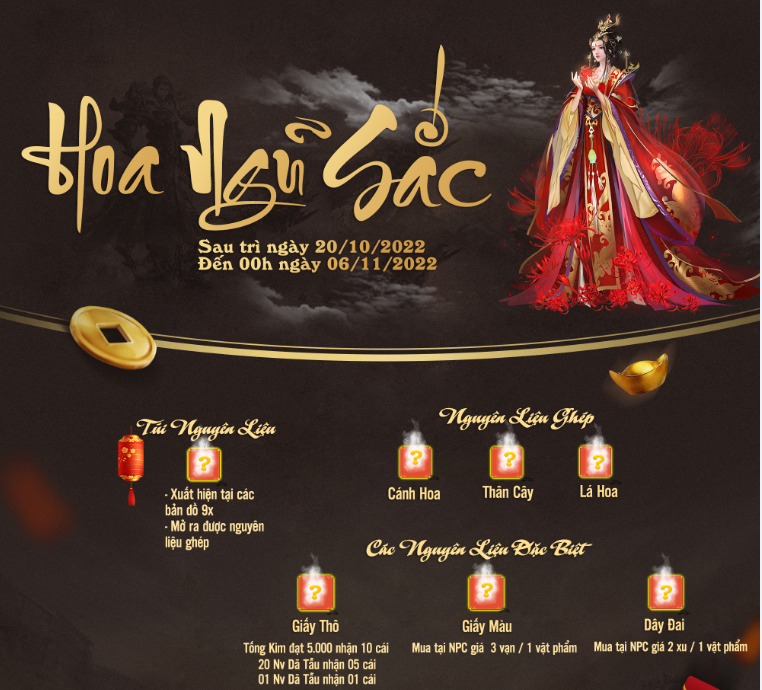 Hoa Ngũ Sắc
Sau trì ngày 20/10/2022
Đến 00h ngày 06/11/2022
Túi Nguyên Liệu
?
- Xuất hiện tại các
bản đồ 9x
- Mở ra được nguyên
liệu ghép
Nguyên Liệu Ghép
? ? ?
Cánh Hoa Thân Cây Lá Hoa
Các Nguyên Liệu Đặc Biệt
? ? ?
Giấy Thô Giấy Màu Dây Đai
Tống Kim đạt 5.000 nhận 10 cái Mua tại NPC giá 3 vạn / 1 vật phẩm Mua tại NPC giá 2 xu / 1 vật phẩm
20 Nv Dã Tẩu nhận 05 cái
01 Nv Dã Tẩu nhận 01 cái